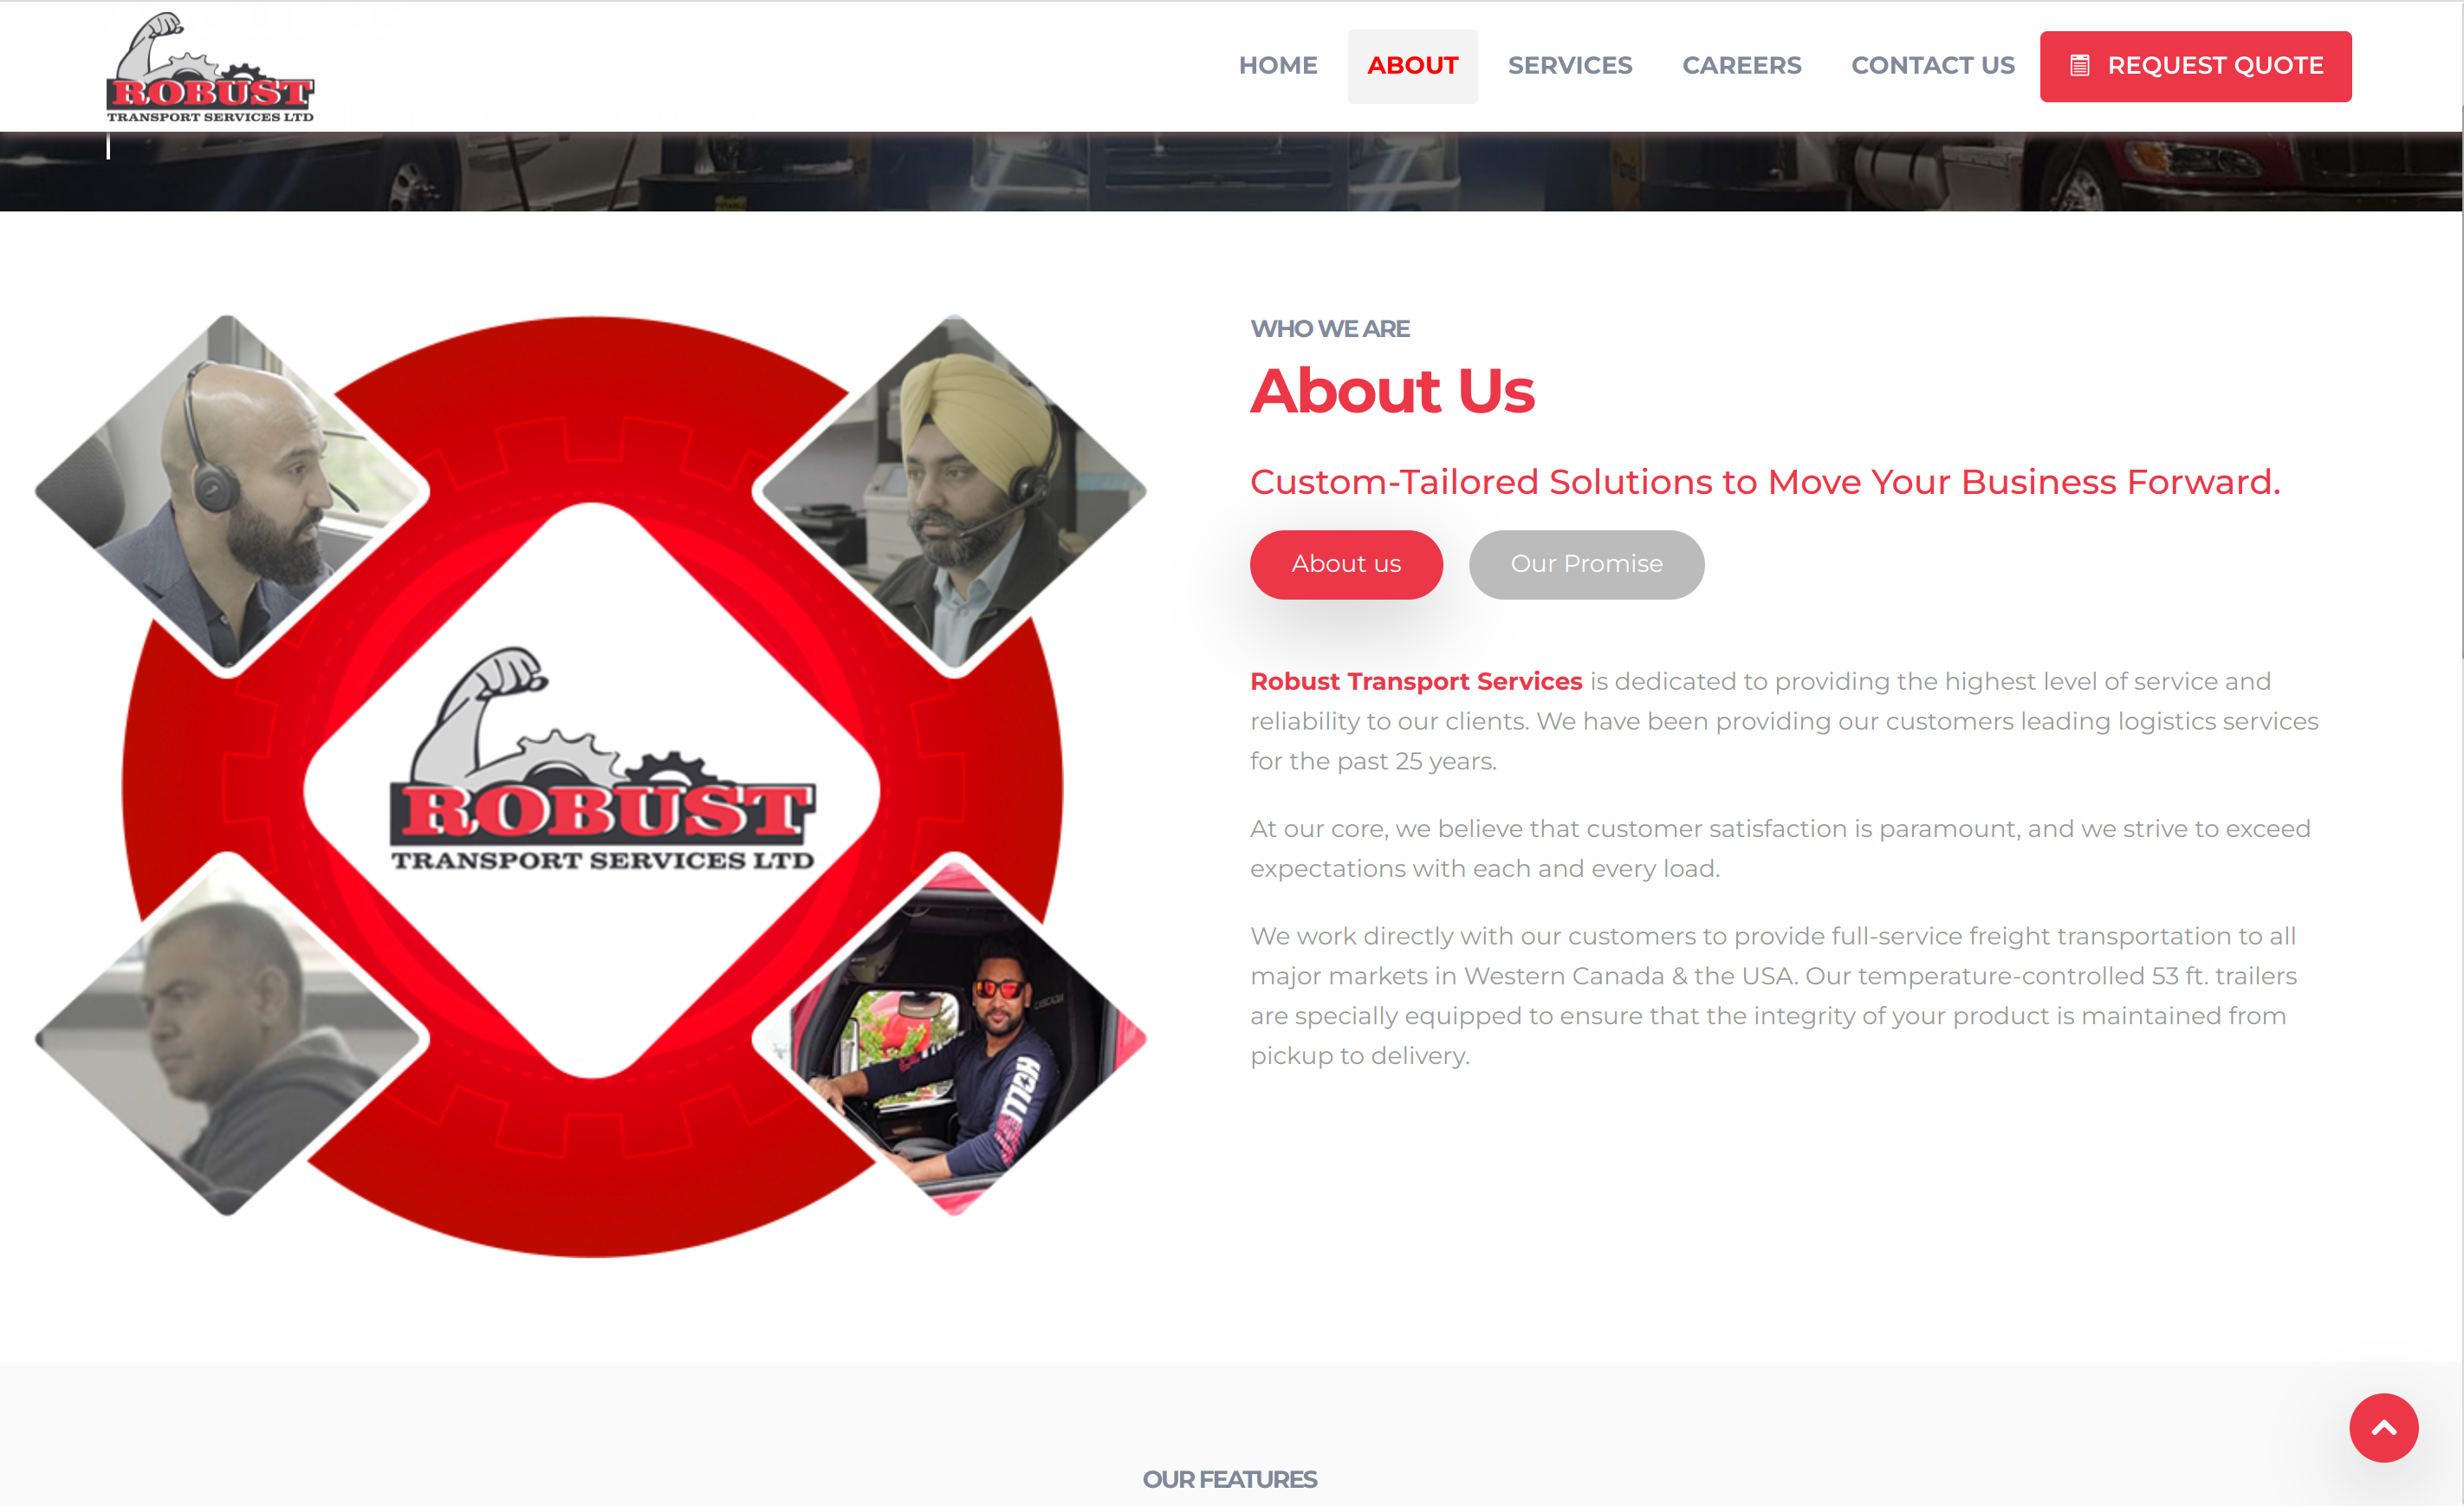 ROBUST
TRANSPORT SERVICES LTD
HOME
ABOUT
SERVICES
CAREERS
CONTACT US
REQUEST QUOTE
WHO WE ARE
About Us
Custom-Tailored Solutions to Move Your Business Forward.
About us
Our Promise
Robust Transport Services is dedicated to providing the highest level of service and
reliability to our clients. We have been providing our customers leading logistics services
for the past 25 years.
At our core, we believe that customer satisfaction is paramount, and we strive to exceed
expectations with each and every load.
We work directly with our customers to provide full-service freight transportation to all
major markets in Western Canada & the USA. Our temperature-controlled 53 ft. trailers
are specially equipped to ensure that the integrity of your product is maintained from
pickup to delivery.
ROBUST
TRANSPORT SERVICES LTD
OUR FEATURES